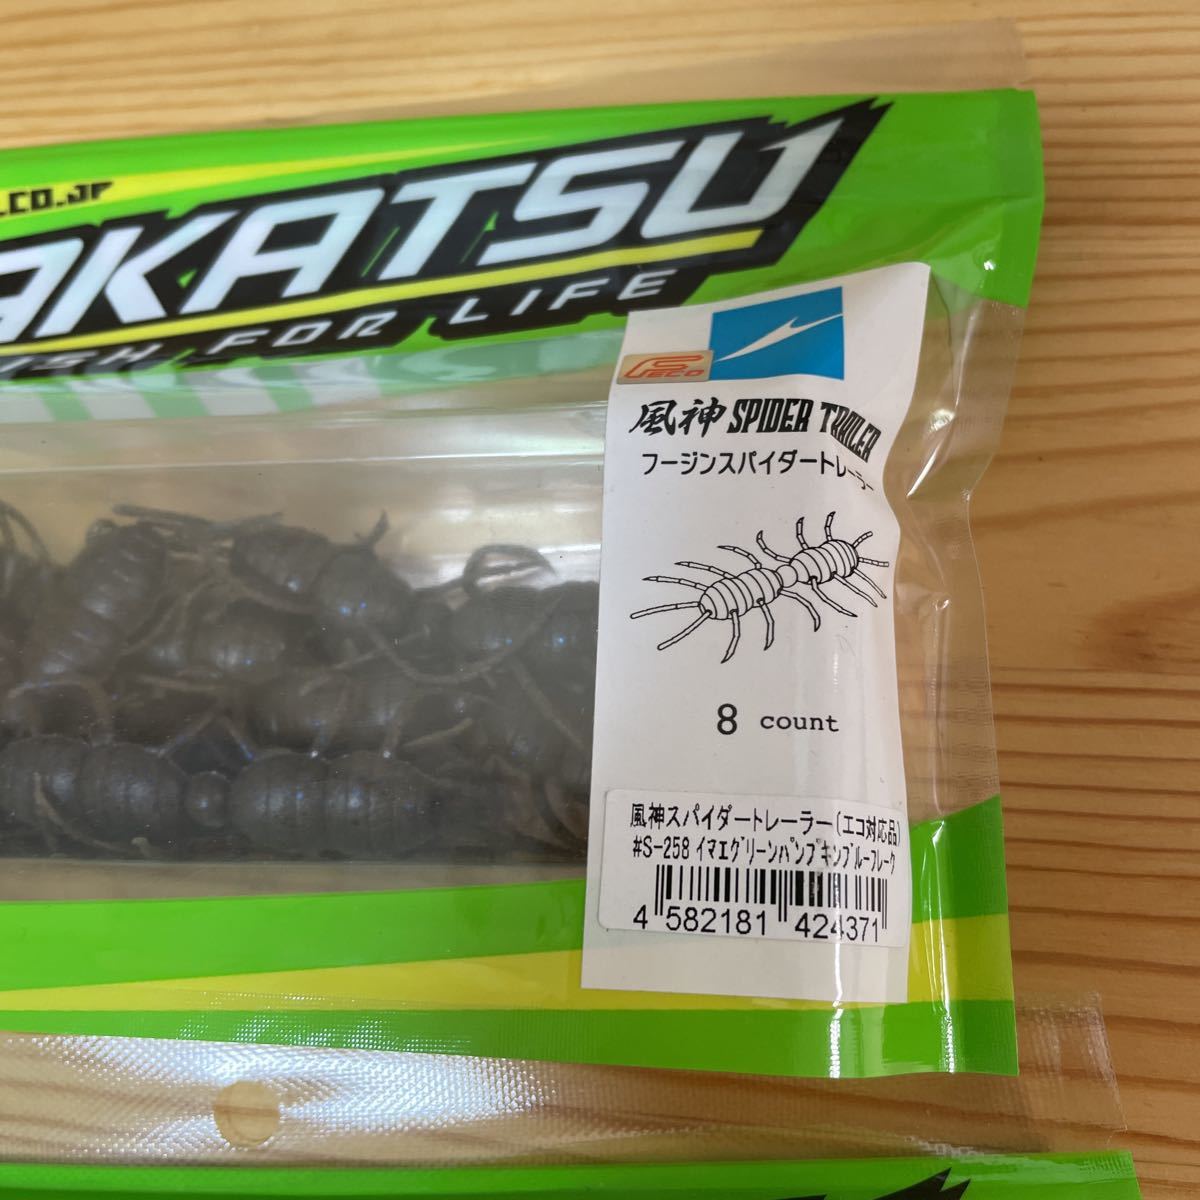 .CO.JP
AKATSU
ISH FOR LIFE
FECO
風神 SPIDER TRAILER
フージンスパイダートレーラー
8 count
風神スパイダートレーラー(エコ対応品)
#S-258 ｲﾏｴｸﾞﾘｰﾝﾊﾟﾝﾌﾟｷﾝﾌﾞﾙｰﾌﾚｰｸ
4 582181 424371